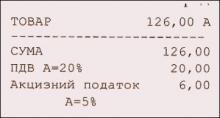 ТОВАР 126,00 А
СУМА 126,00
ПДВ А=20% 20,00
Акцизний податок 6,00
А=5%